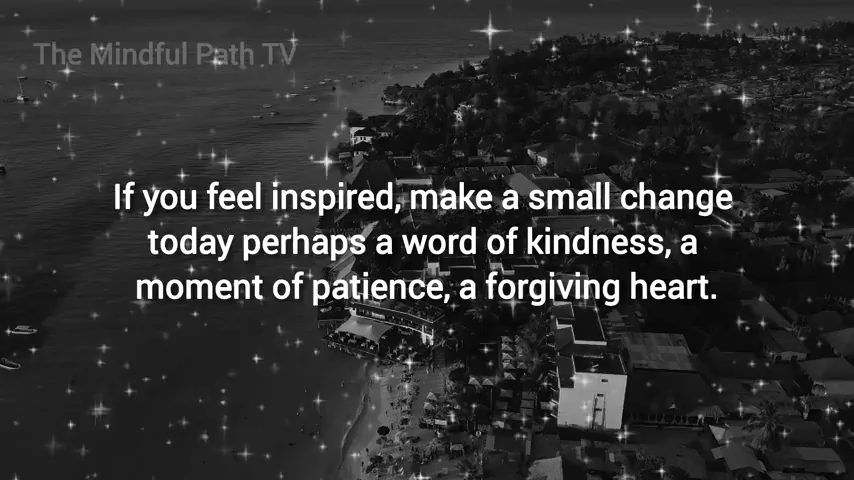 The Mindful Path TV
If you feel inspired, make a small change
today perhaps a word of kindness, a
moment of patience, a forgiving heart.